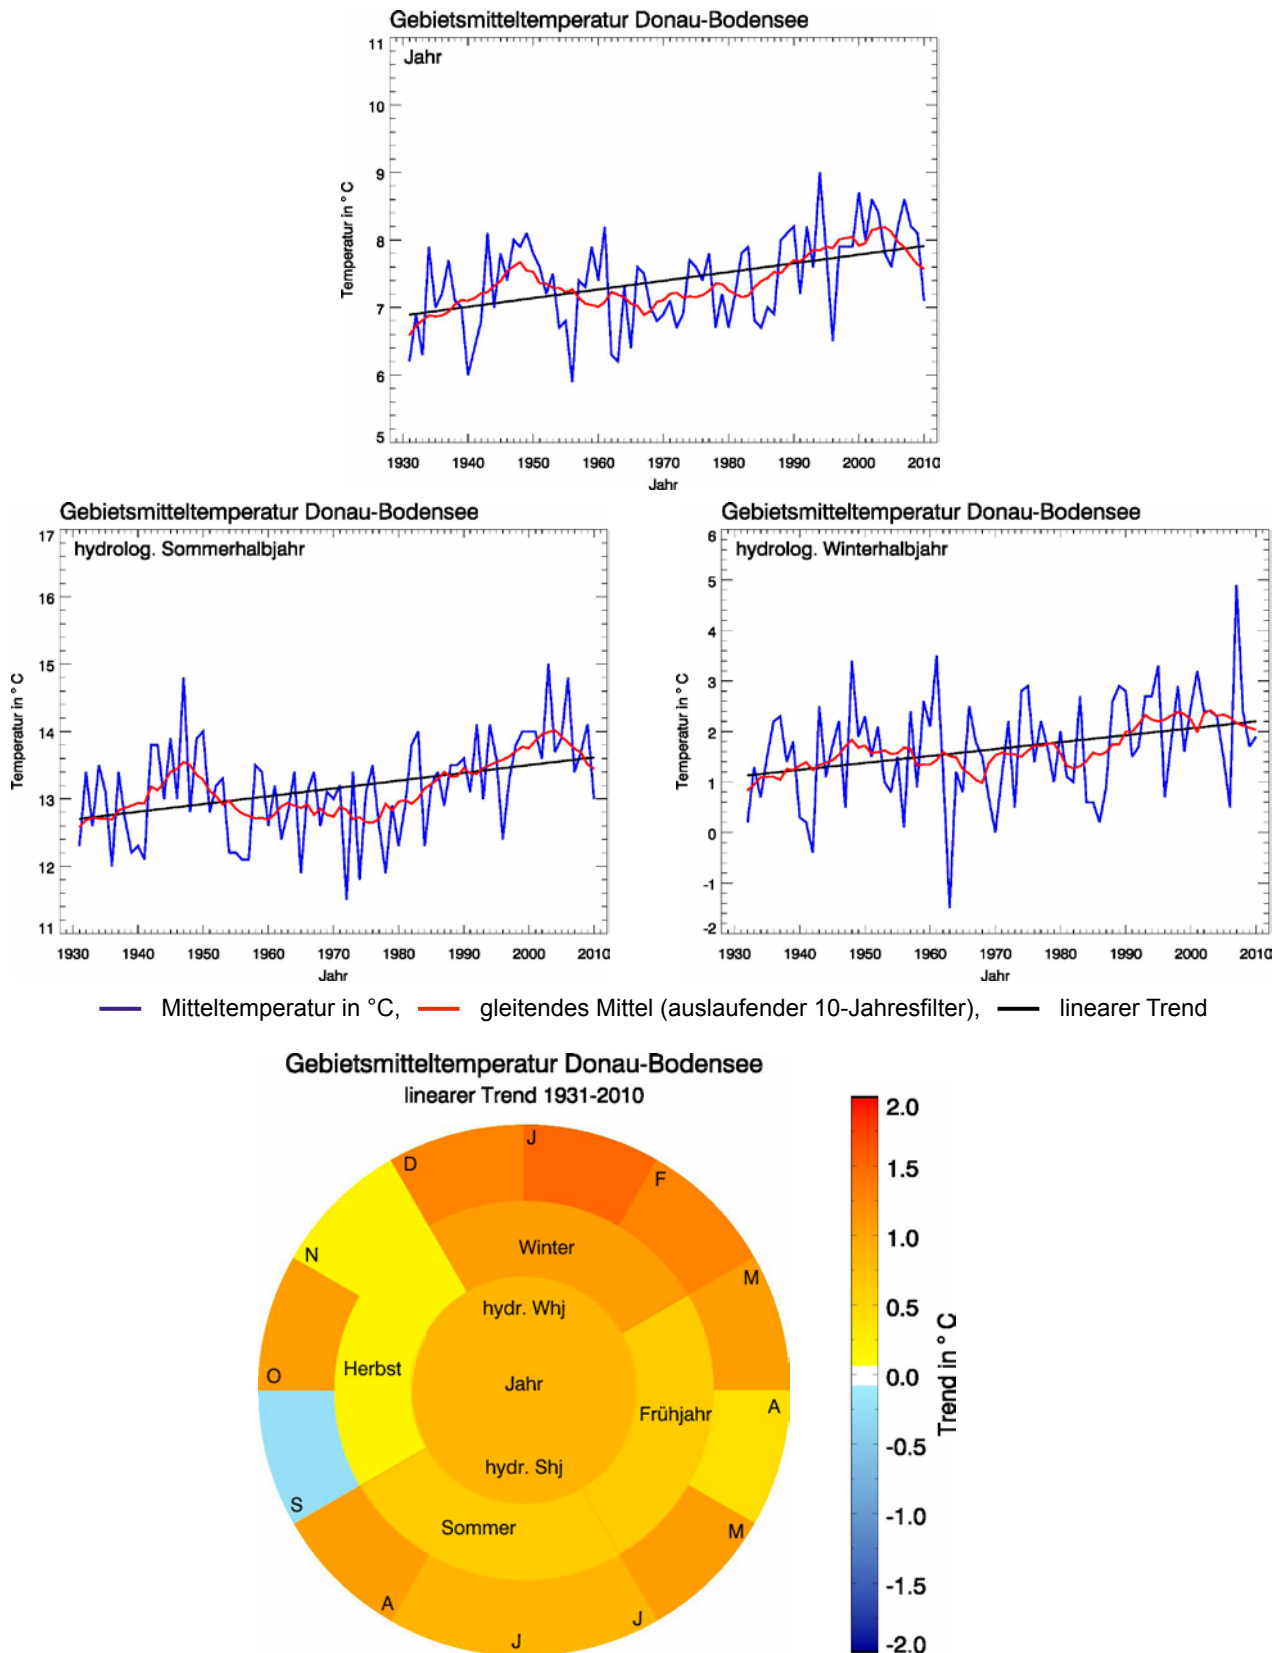 Gebietsmitteltemperatur Donau-Bodensee
Jahr
Temperatur in ° C
11
10
9
8
7
6
5
1930 1940 1950 1960 1970 1980 1990 2000 2010
Jahr
Gebietsmitteltemperatur Donau-Bodensee
hydrolog. Sommerhalbjahr
Temperatur in ° C
17
16
15
14
13
12
11
1930 1940 1950 1960 1970 1980 1990 2000 2010
Jahr
Gebietsmitteltemperatur Donau-Bodensee
hydrolog. Winterhalbjahr
Temperatur in ° C
6
5
4
3
2
1
0
-1
-2
1930 1940 1950 1960 1970 1980 1990 2000 2010
Jahr
Mitteltemperatur in °C, gleitendes Mittel (auslaufender 10-Jahresfilter), linearer Trend
Gebietsmitteltemperatur Donau-Bodensee
linearer Trend 1931-2010
J
F
M
A
M
J
J
A
S
O
N
D
Winter
hydr. Whj
Herbst
Jahr
Frühjahr
hydr. Shj
Sommer
2.0
1.5
1.0
0.5
0.0
-0.5
-1.0
-1.5
-2.0
Trend in ° C